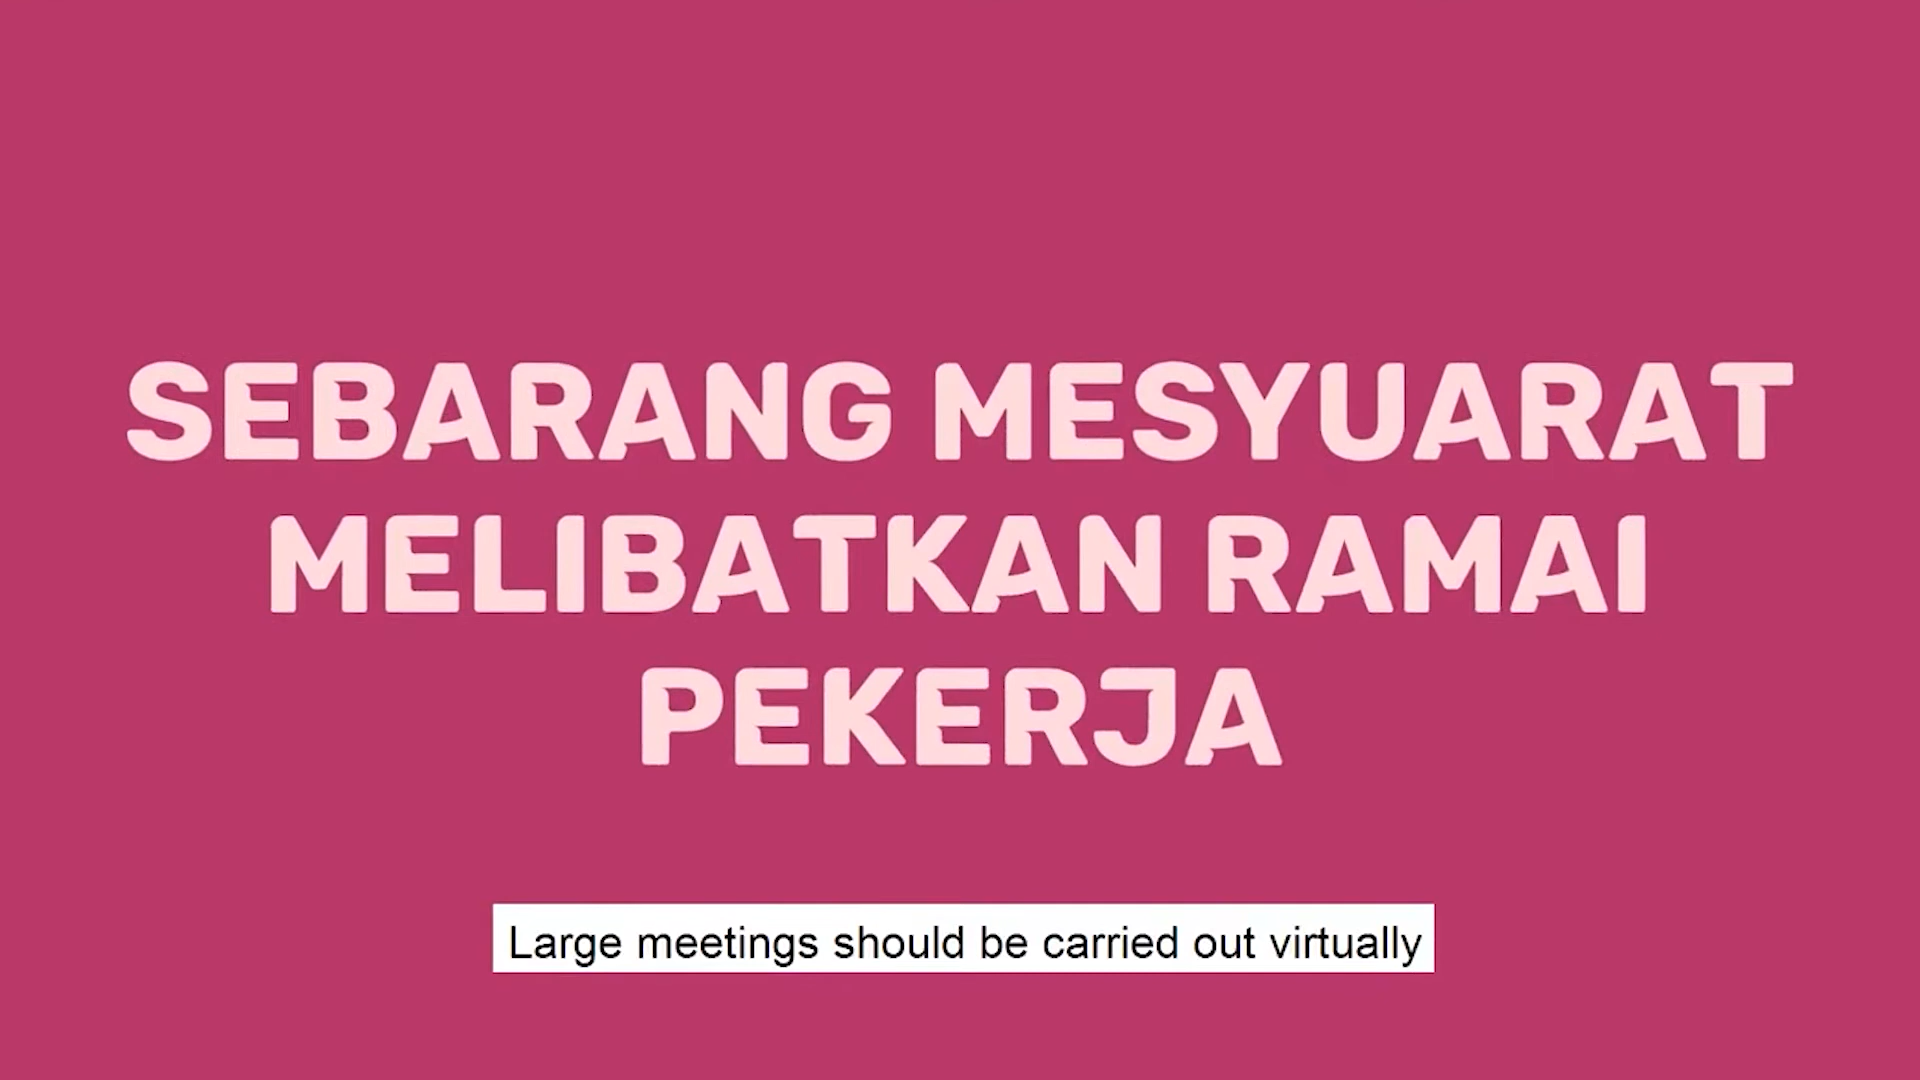 SEBARANG MESYUARAT
MELIBATKAN RAMAI
PEKERJA
Large meetings should be carried out virtually